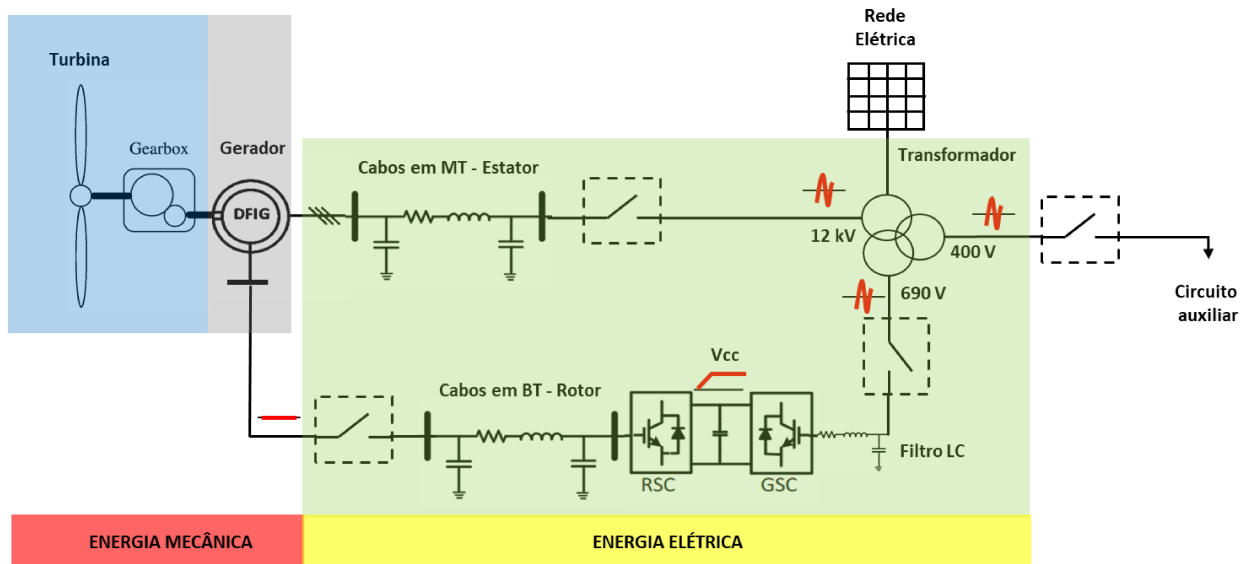 Rede
Elétrica
Turbina
Gearbox
Gerador
Cabos em MT - Estator
Transformador
DFIG
12 kV
400 V
690 V
Circuito
auxiliar
Vcc
Cabos em BT - Rotor
Filtro LC
RSC
GSC
ENERGIA MECÂNICA
ENERGIA ELÉTRICA